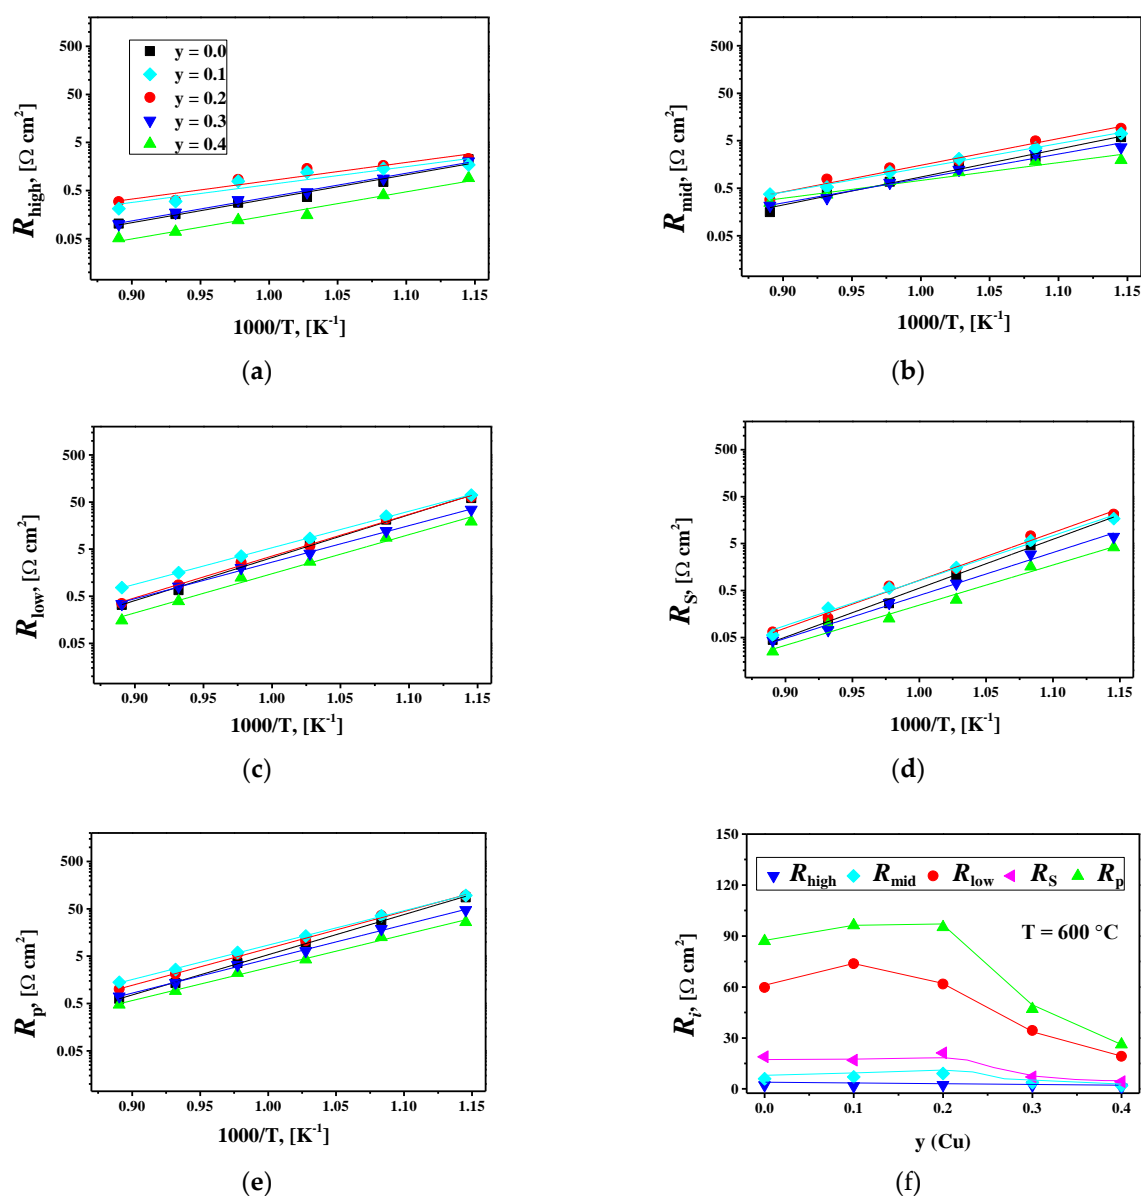 500
50
5
0.5
0.05
R_high, [Ω cm²]
y = 0.0
y = 0.1
y = 0.2
y = 0.3
y = 0.4
0.90 0.95 1.00 1.05 1.10 1.15
1000/T, [K⁻¹]
(a)
500
50
5
0.5
0.05
R_mid, [Ω cm²]
0.90 0.95 1.00 1.05 1.10 1.15
1000/T, [K⁻¹]
(b)
500
50
5
0.5
0.05
R_low, [Ω cm²]
0.90 0.95 1.00 1.05 1.10 1.15
1000/T, [K⁻¹]
(c)
500
50
5
0.5
0.05
R_S, [Ω cm²]
0.90 0.95 1.00 1.05 1.10 1.15
1000/T, [K⁻¹]
(d)
500
50
5
0.5
0.05
R_p, [Ω cm²]
0.90 0.95 1.00 1.05 1.10 1.15
1000/T, [K⁻¹]
(e)
150
120
90
60
30
0
R_i, [Ω cm²]
R_high R_mid R_low R_S R_p
T = 600 °C
0.0 0.1 0.2 0.3 0.4
y (Cu)
(f)